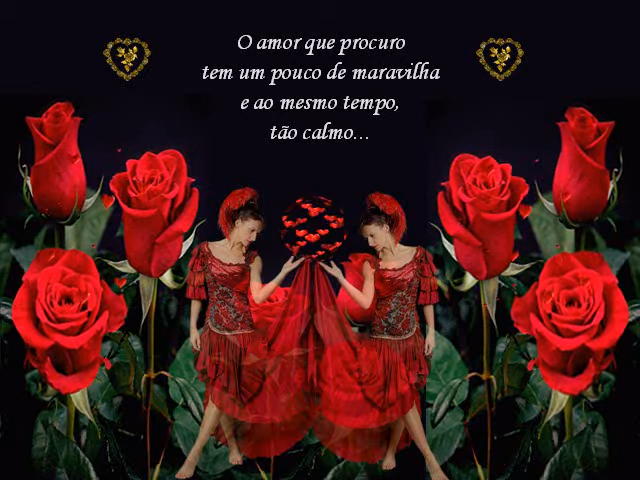 O amor que procuro
tem um pouco de maravilha
e ao mesmo tempo,
tão calmo...